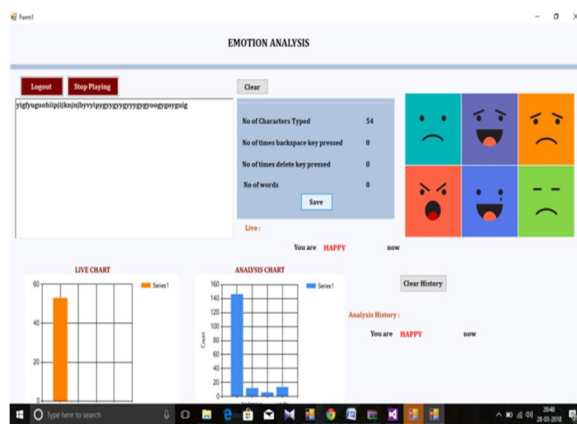 Form1
EMOTION ANALYSIS
Logout Stop Playing Clear
No of Characters Typed 54
No of times backspace key pressed 0
No of times delete key pressed 0
No of words 0
Save
Live :
You are HAPPY now
LIVE CHART
60
40
20
0
Series1
ANALYSIS CHART
160
140
120
100
80
60
40
20
0
Count
Series1
Clear History
Analysis History :
You are HAPPY now
Type here to search
20:48